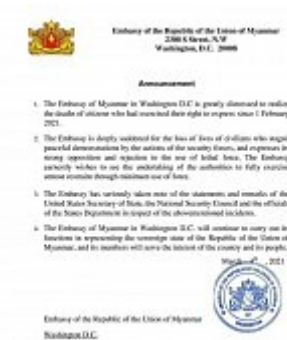 Embassy of the Republic of the Union of Myanmar
2300 S Street, N.W
Washington, D.C. 20008
Announcement
1. The Embassy of Myanmar in Washington D.C is greatly distressed to realize
the death of citizens who had exercised their right to express since 1 February
2021.
2. The Embassy is deeply saddened for the loss of lives of civilians who
peaceful demonstrations by the actions of the security forces, and expresses its
strong opposition and rejection to the use of lethal force. The Embassy
earnestly wishes to see the undertaking of the authorities to fully exercise
utmost restraint through minimum use of force.
3. The Embassy has seriously taken note of the statements and remarks of the
United States Secretary of State, the National Security Council and the officials
of the States Department in respect of the abovementioned incidents.
4. The Embassy of Myanmar in Washington D.C. will continue to carry out its
functions in representing the sovereign state of the Republic of the Union of
Myanmar, and its members will serve the interest of the country and its people.
March 4th, 2021
Embassy of the Republic of the Union of Myanmar
Washington D.C.